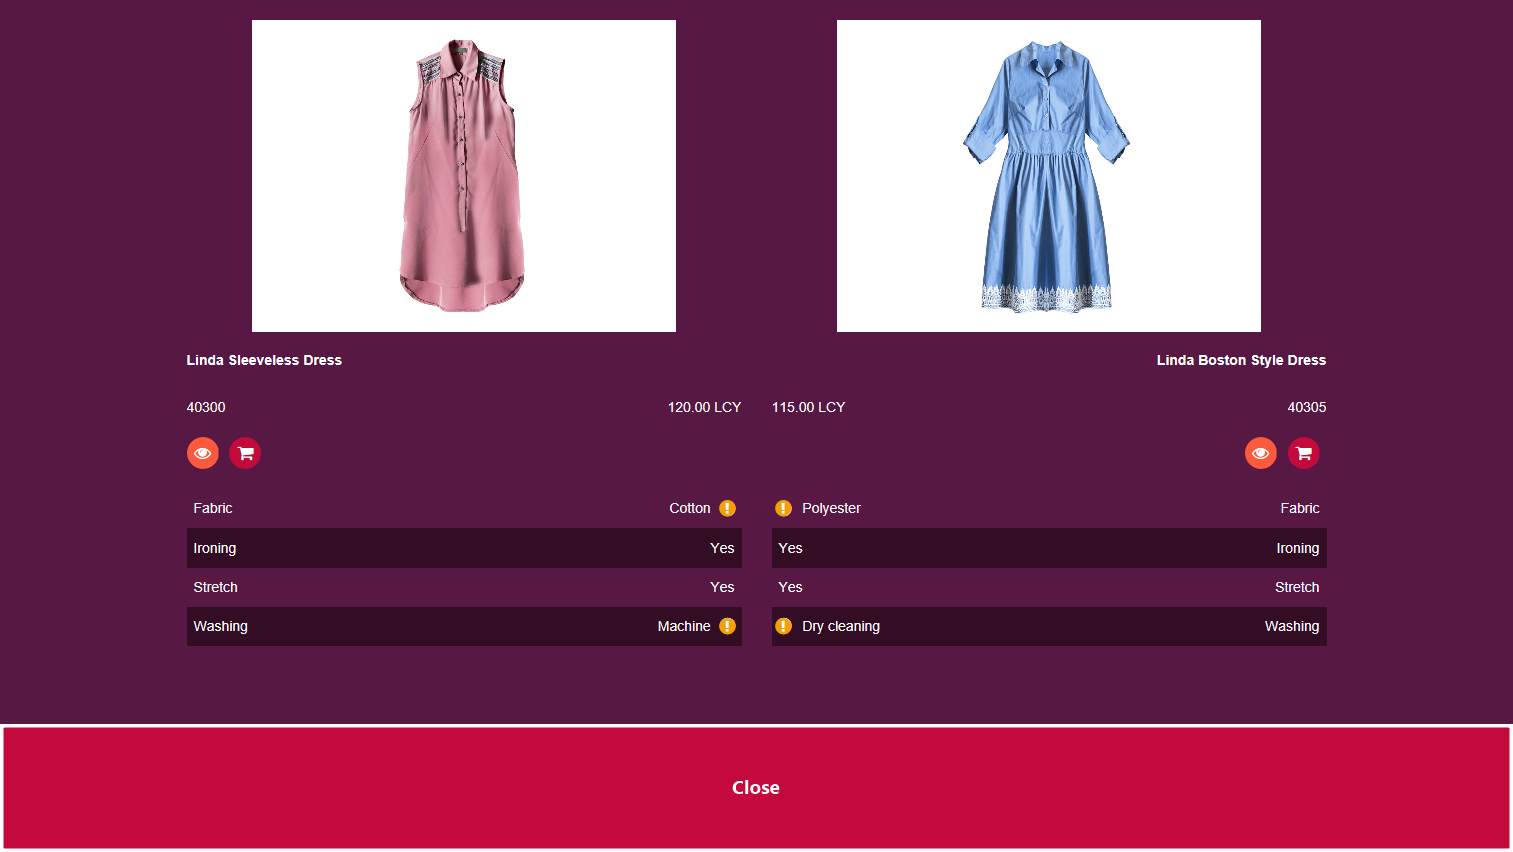 Linda Sleeveless Dress
Linda Boston Style Dress
40300 120.00 LCY 115.00 LCY 40305
Fabric Cotton Polyester Fabric
Ironing Yes Yes Ironing
Stretch Yes Yes Stretch
Washing Machine Dry cleaning Washing
Close